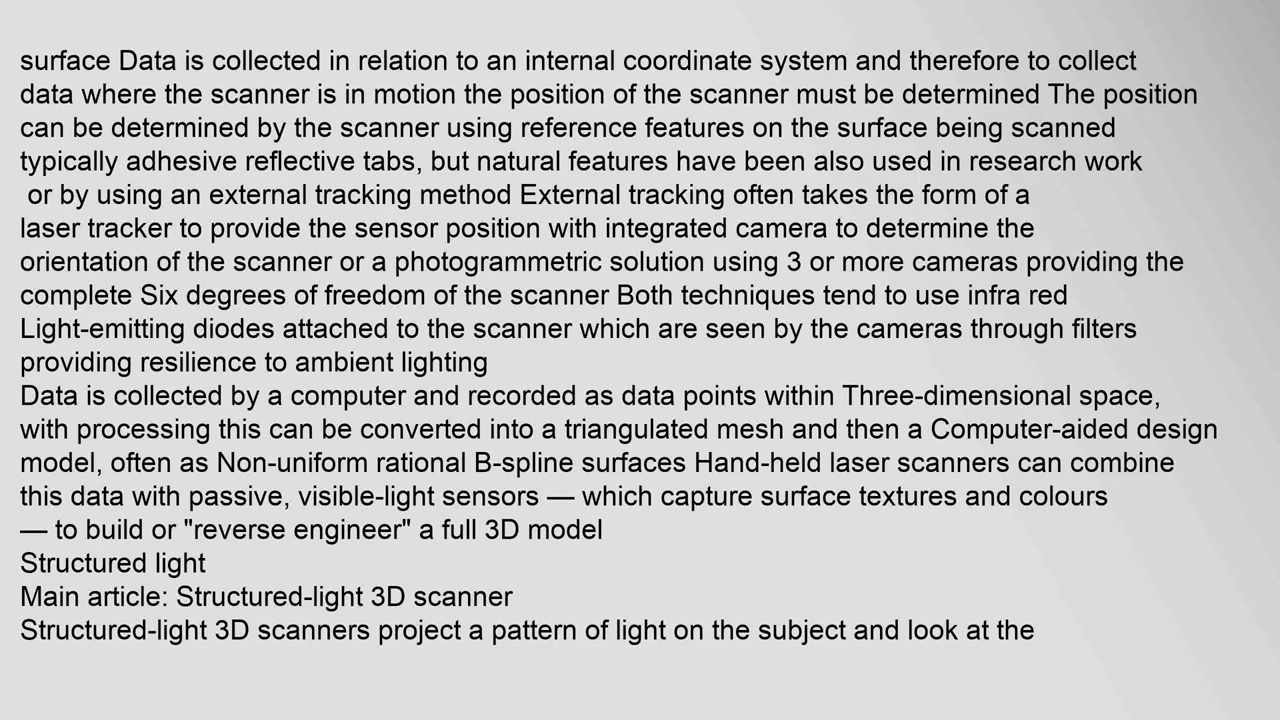 surface Data is collected in relation to an internal coordinate system and therefore to collect
data where the scanner is in motion the position of the scanner must be determined The position
can be determined by the scanner using reference features on the surface being scanned
typically adhesive reflective tabs, but natural features have been also used in research work
or by using an external tracking method External tracking often takes the form of a
laser tracker to provide the sensor position with integrated camera to determine the
orientation of the scanner or a photogrammetric solution using 3 or more cameras providing the
complete Six degrees of freedom of the scanner Both techniques tend to use infra red
Light-emitting diodes attached to the scanner which are seen by the cameras through filters
providing resilience to ambient lighting
Data is collected by a computer and recorded as data points within Three-dimensional space,
with processing this can be converted into a triangulated mesh and then a Computer-aided design
model, often as Non-uniform rational B-spline surfaces Hand-held laser scanners can combine
this data with passive, visible-light sensors — which capture surface textures and colours
— to build or "reverse engineer" a full 3D model
Structured light
Main article: Structured-light 3D scanner
Structured-light 3D scanners project a pattern of light on the subject and look at the